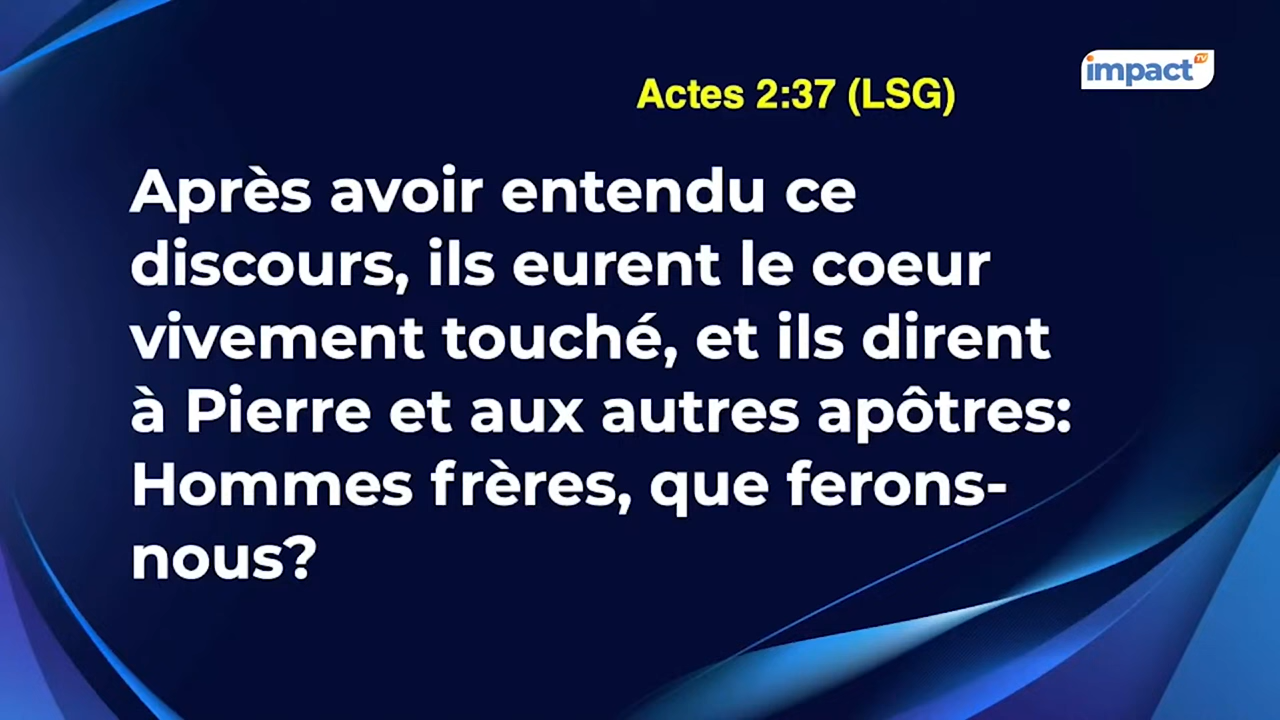 impact TV
Actes 2:37 (LSG)
Après avoir entendu ce
discours, ils eurent le coeur
vivement touché, et ils dirent
à Pierre et aux autres apôtres:
Hommes frères, que ferons-
nous?